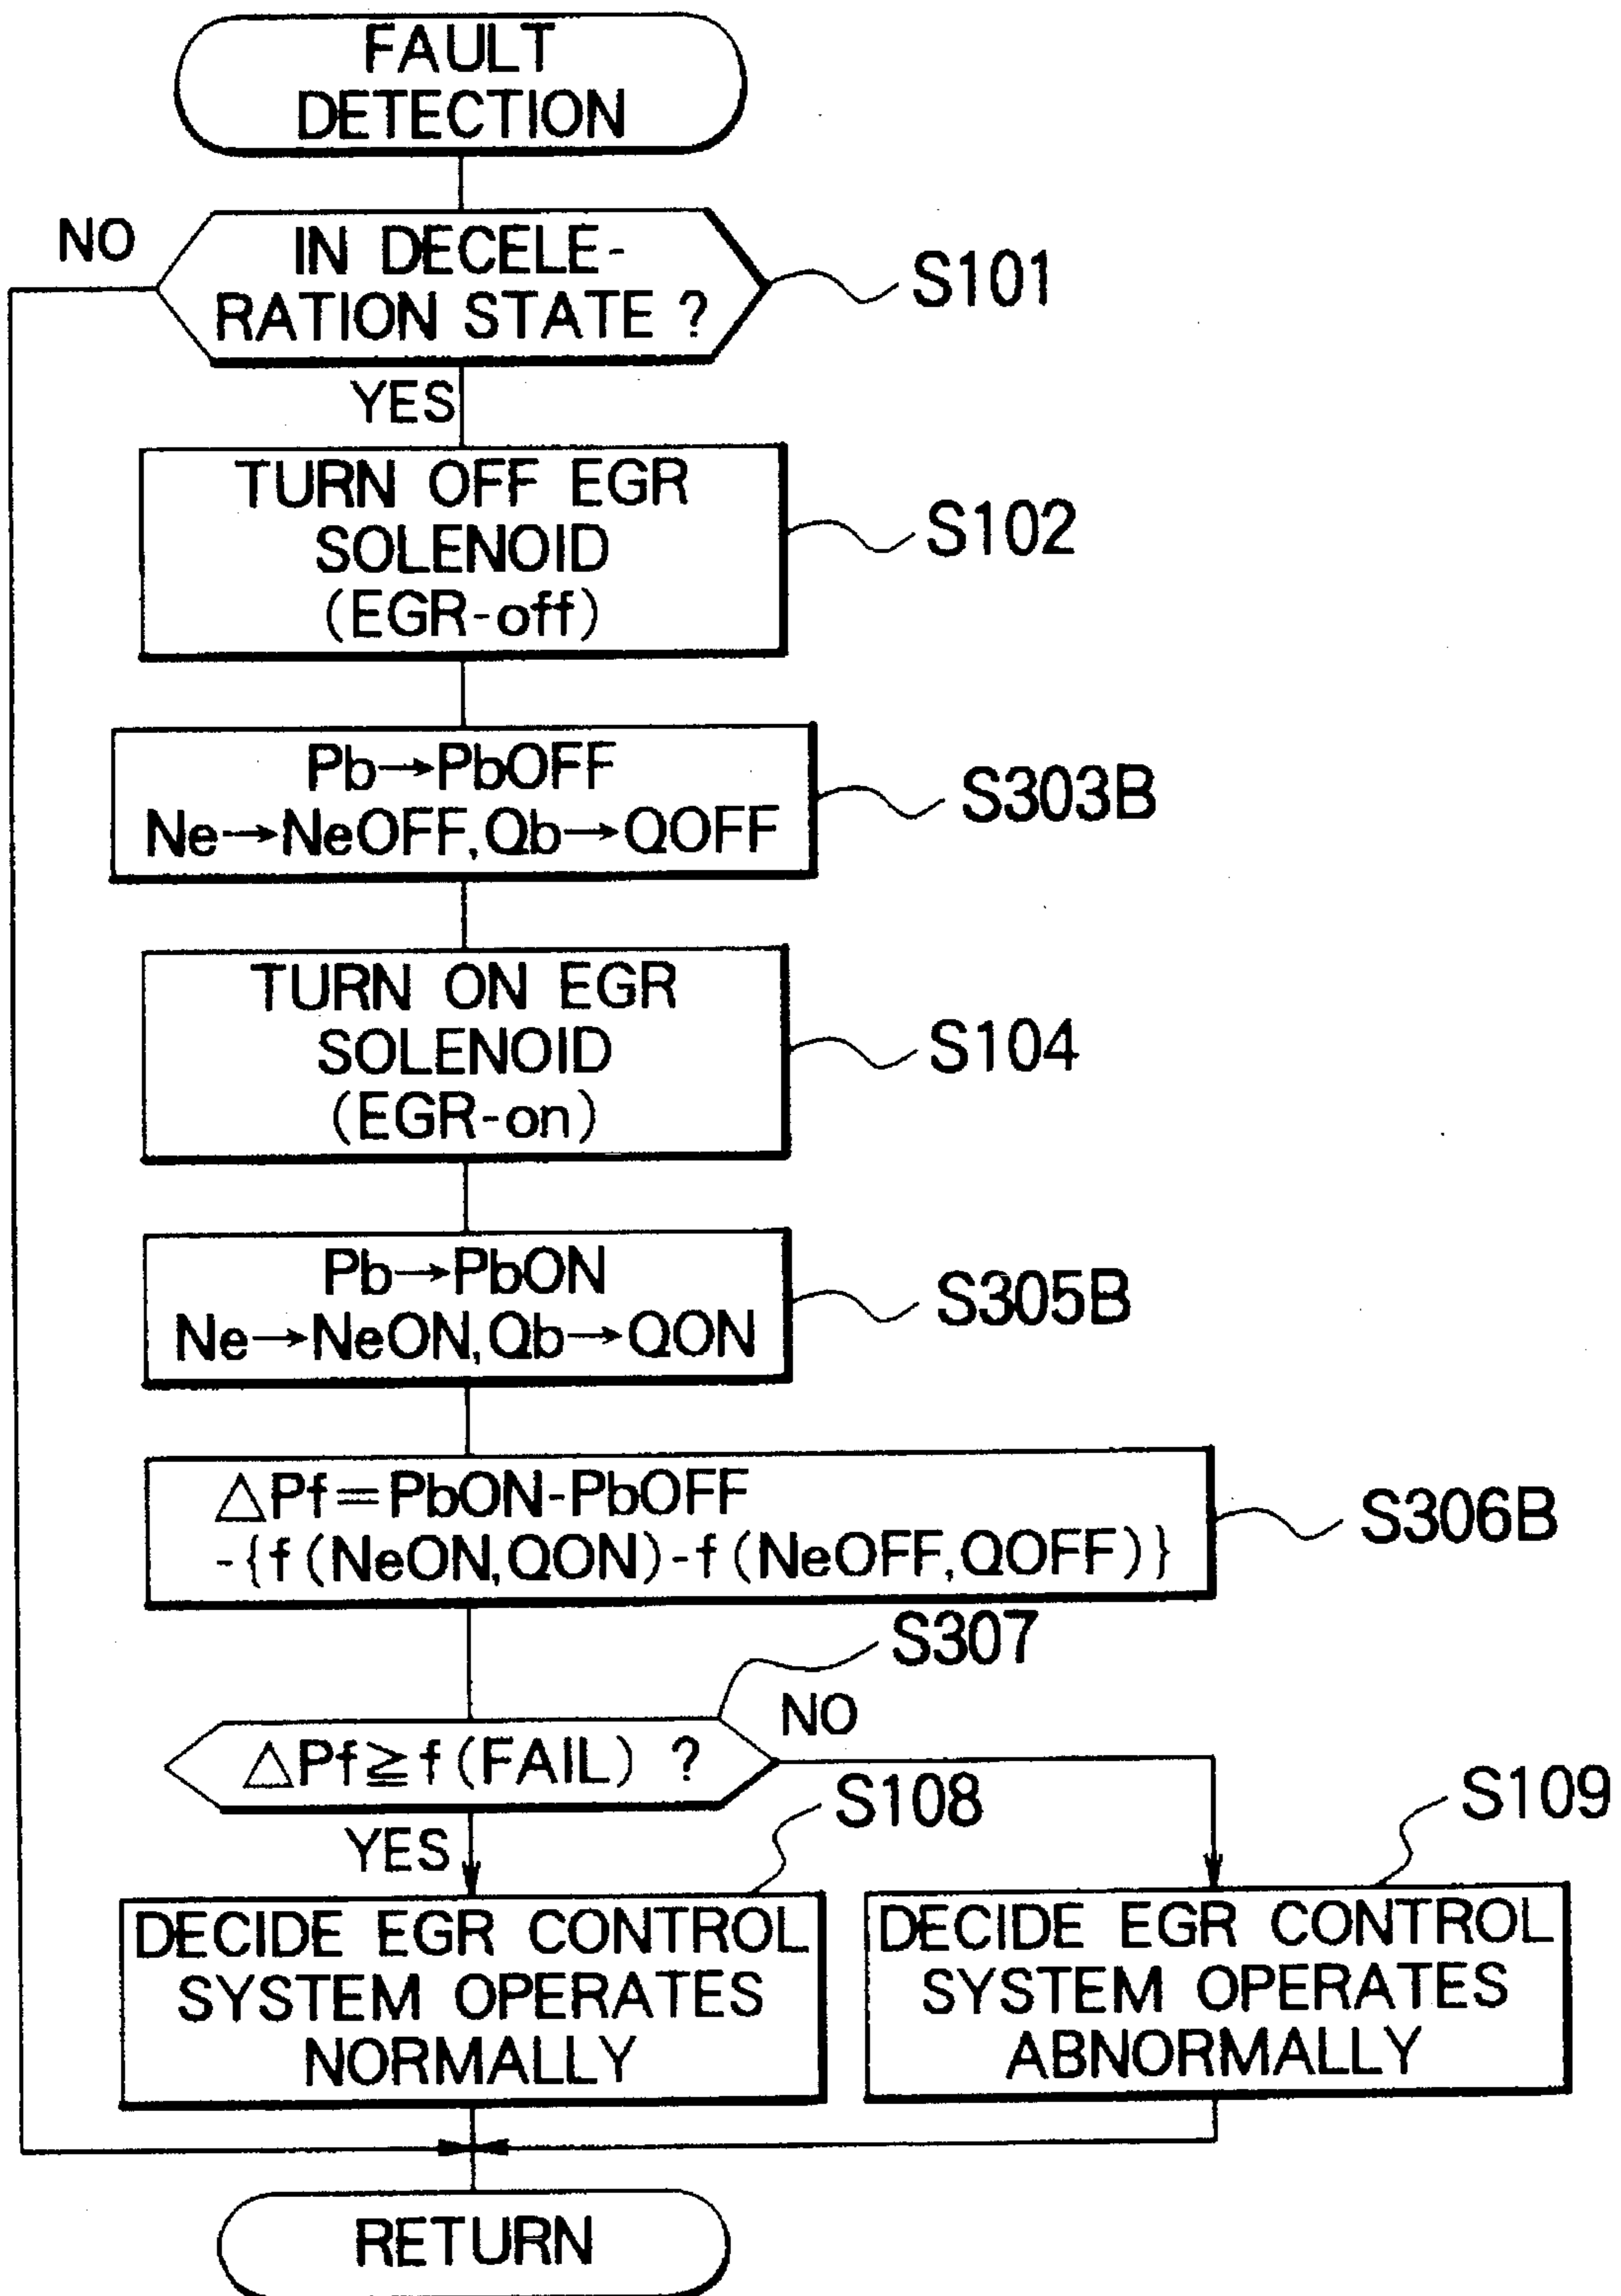 FAULT
DETECTION
NO
IN DECELE-
RATION STATE ?
S101
YES
TURN OFF EGR
SOLENOID
(EGR-off)
S102
Pb→PbOFF
Ne→NeOFF,Qb→QOFF
S303B
TURN ON EGR
SOLENOID
(EGR-on)
S104
Pb→PbON
Ne→NeON,Qb→QON
S305B
△Pf=PbON-PbOFF
-{f(NeON,QON)-f(NeOFF,QOFF)}
S306B
S307
△Pf≧f(FAIL) ?
NO
YES
S108
S109
DECIDE EGR CONTROL
SYSTEM OPERATES
NORMALLY
DECIDE EGR CONTROL
SYSTEM OPERATES
ABNORMALLY
RETURN